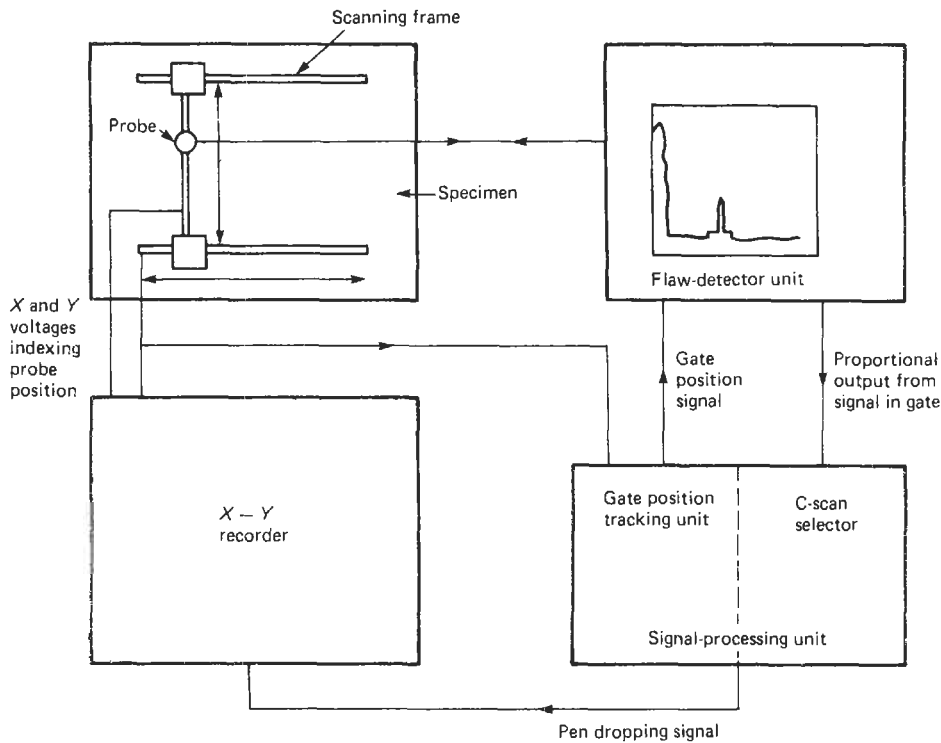 Scanning frame
Probe
Specimen
Flaw-detector unit
X and Y
voltages
indexing
probe
position
Gate
position
signal
Proportional
output from
signal in gate
X – Y
recorder
Gate position
tracking unit
C-scan
selector
Signal-processing unit
Pen dropping signal